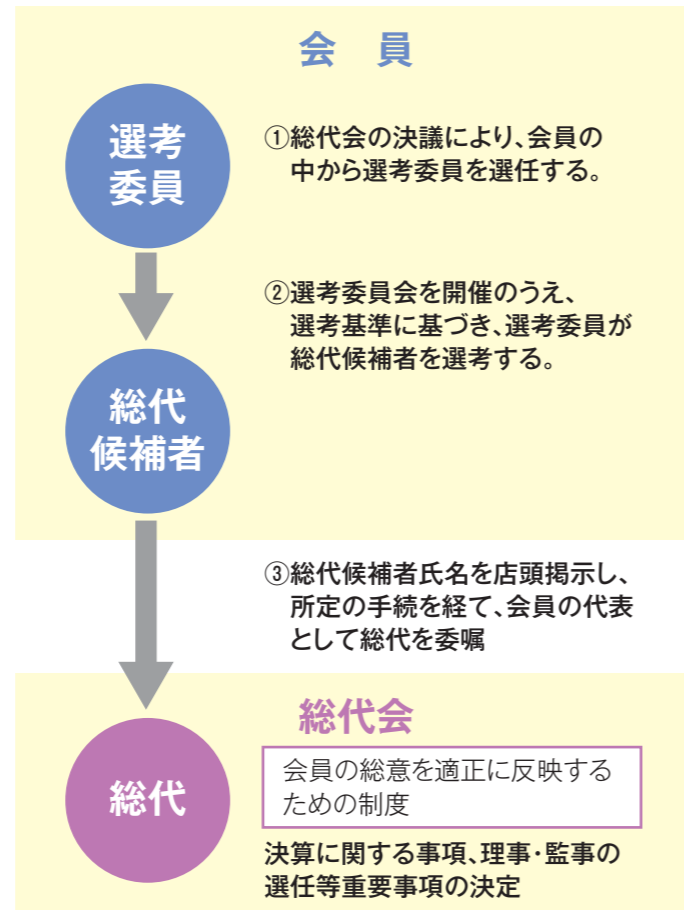 会　員
選考
委員
①総代会の決議により、会員の
中から選考委員を選任する。
②選考委員会を開催のうえ、
選考基準に基づき、選考委員が
総代候補者を選考する。
総代
候補者
③総代候補者氏名を店頭掲示し、
所定の手続を経て、会員の代表
として総代を委嘱
総代会
総代
会員の総意を適正に反映する
ための制度
決算に関する事項、理事・監事の
選任等重要事項の決定